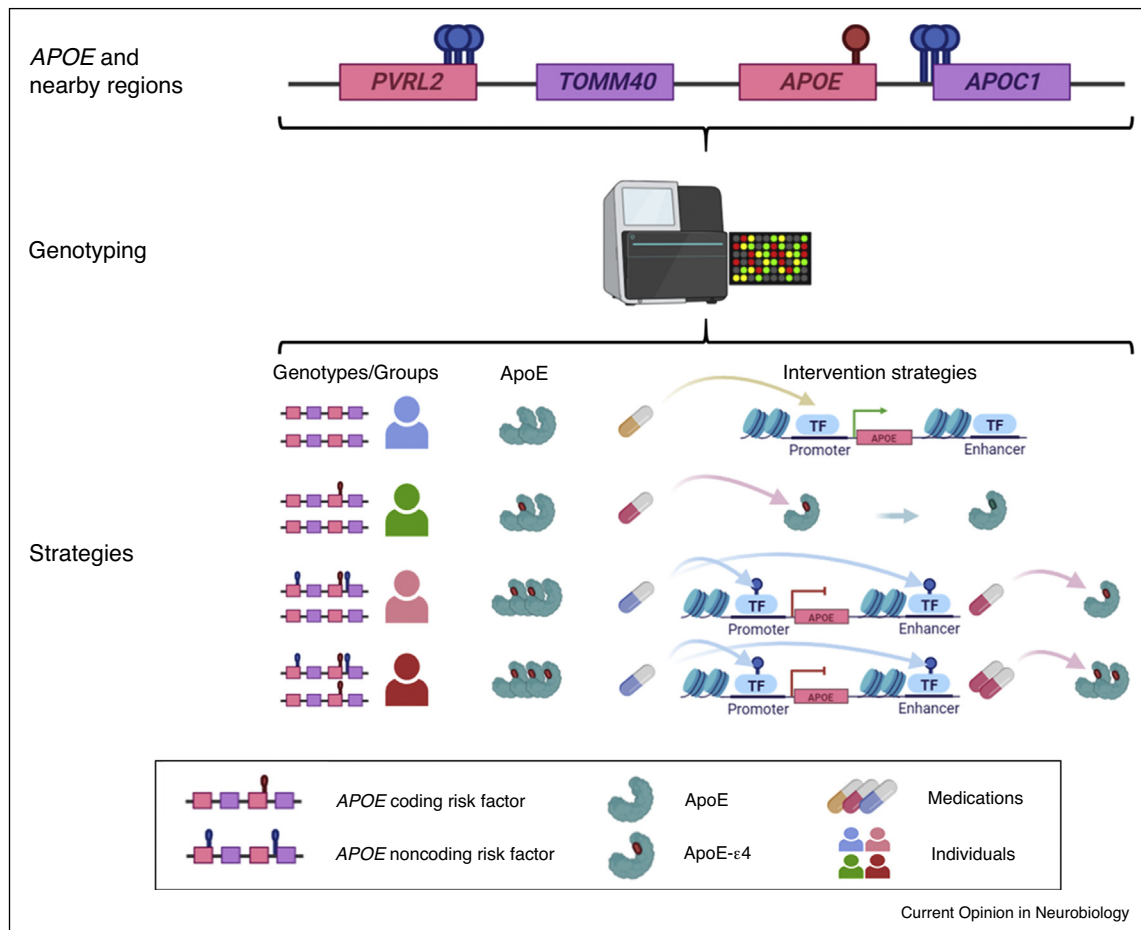 APOE and
nearby regions
PVRL2
TOMM40
APOE
APOC1
Genotyping
Genotypes/Groups
ApoE
Intervention strategies
TF
TF
APOE
Promoter
Enhancer
Strategies
TF
TF
APOE
Promoter
Enhancer
TF
TF
APOE
Promoter
Enhancer
APOE coding risk factor
ApoE
Medications
APOE noncoding risk factor
ApoE-ε4
Individuals
Current Opinion in Neurobiology